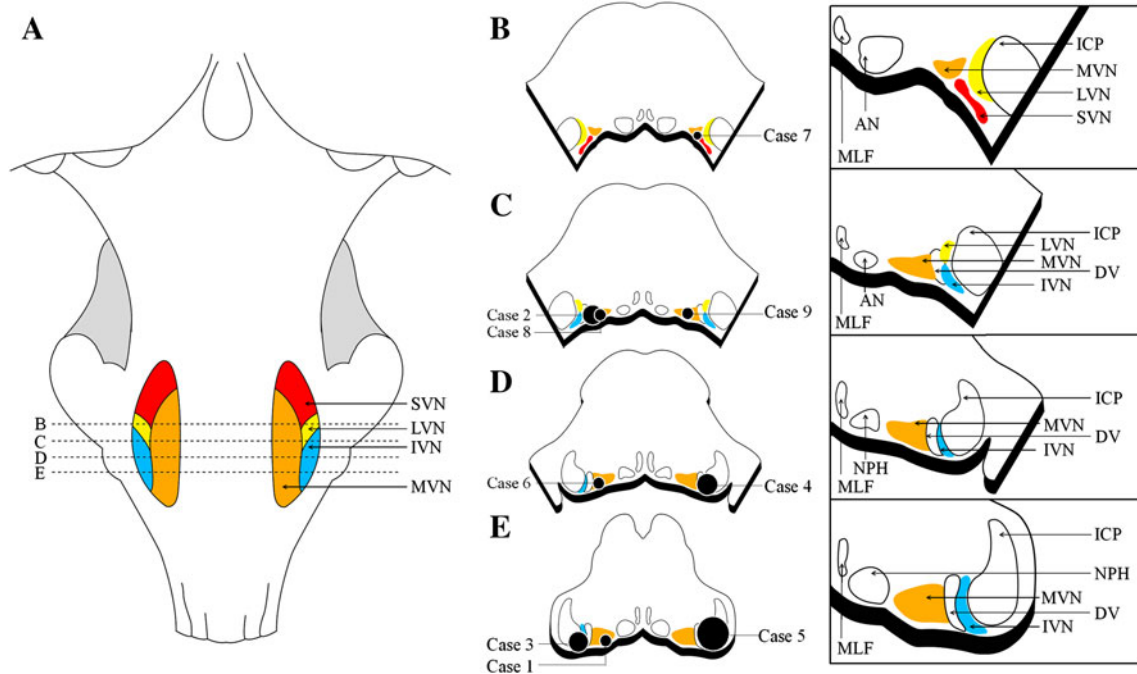 A
B
C
D
E
SVN
LVN
IVN
MVN
B
Case 7
C
Case 2
Case 8
Case 9
D
Case 6
Case 4
E
Case 3
Case 1
Case 5
ICP
MVN
LVN
SVN
AN
MLF
ICP
LVN
MVN
DV
IVN
AN
MLF
ICP
MVN
DV
IVN
NPH
MLF
ICP
NPH
MVN
DV
IVN
MLF